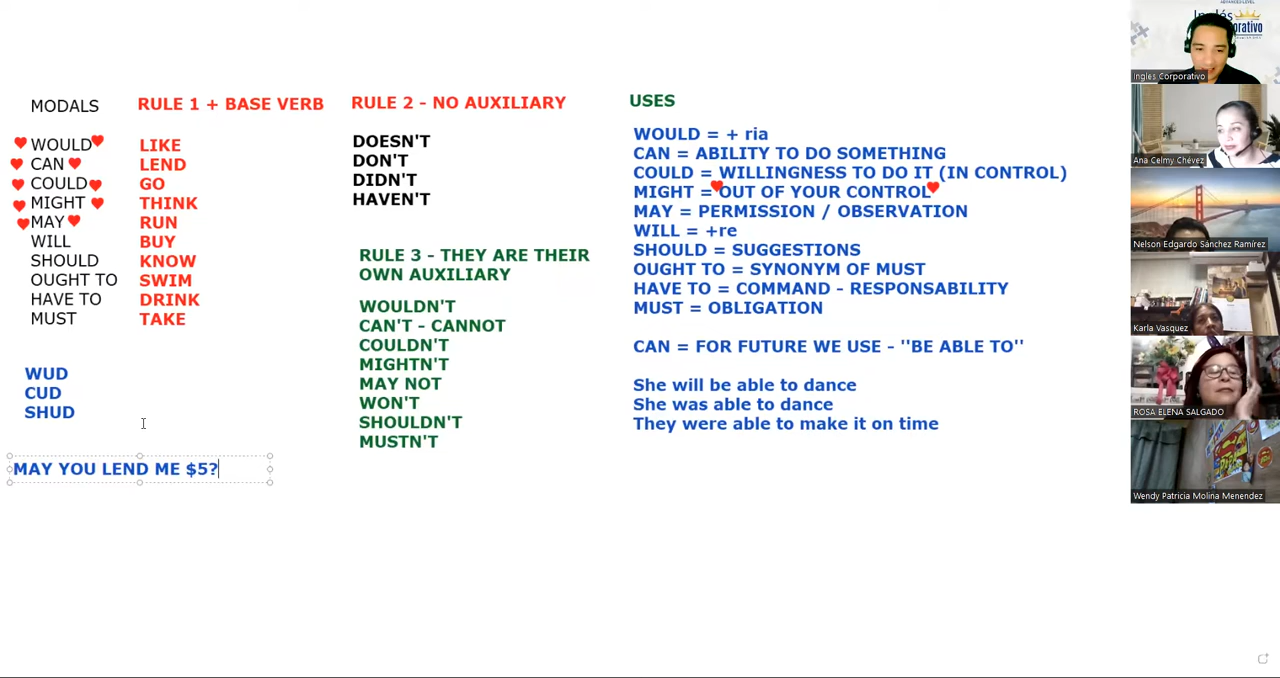 MODALS
WOULD
CAN
COULD
MIGHT
MAY
WILL
SHOULD
OUGHT TO
HAVE TO
MUST
RULE 1 + BASE VERB
LIKE
LEND
GO
THINK
RUN
BUY
KNOW
SWIM
DRINK
TAKE
WUD
CUD
SHUD
MAY YOU LEND ME $5?
RULE 2 - NO AUXILIARY
DOESN'T
DON'T
DIDN'T
HAVEN'T
RULE 3 - THEY ARE THEIR
OWN AUXILIARY
WOULDN'T
CAN'T - CANNOT
COULDN'T
MIGHTN'T
MAY NOT
WON'T
SHOULDN'T
MUSTN'T
USES
WOULD = + ria
CAN = ABILITY TO DO SOMETHING
COULD = WILLINGNESS TO DO IT (IN CONTROL)
MIGHT = OUT OF YOUR CONTROL
MAY = PERMISSION / OBSERVATION
WILL = +re
SHOULD = SUGGESTIONS
OUGHT TO = SYNONYM OF MUST
HAVE TO = COMMAND - RESPONSABILITY
MUST = OBLIGATION
CAN = FOR FUTURE WE USE - ''BE ABLE TO''
She will be able to dance
She was able to dance
They were able to make it on time
ADVANCED LEVEL
Ingles Corporativo
Ana Celmy Chévez
Nelson Edgardo Sánchez Ramírez
Karla Vasquez
ROSA ELENA SALGADO
Wendy Patricia Molina Menendez